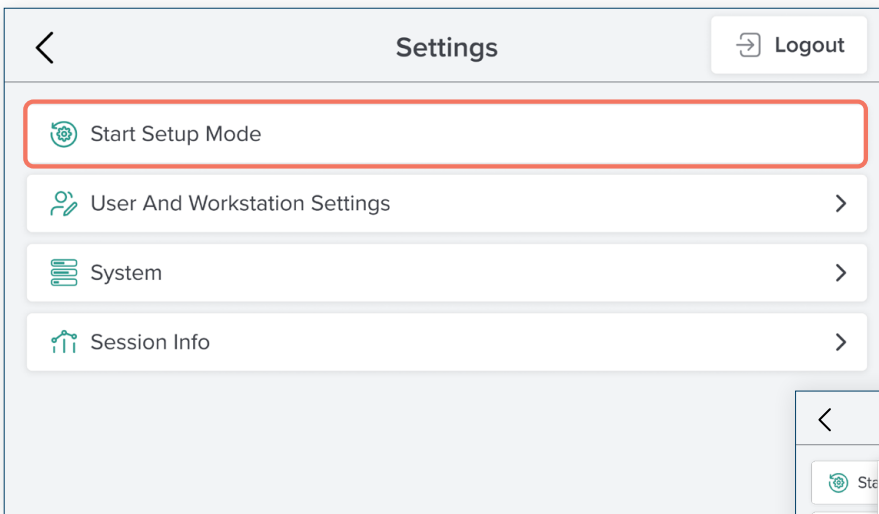 Settings
Logout
Start Setup Mode
User And Workstation Settings
System
Session Info